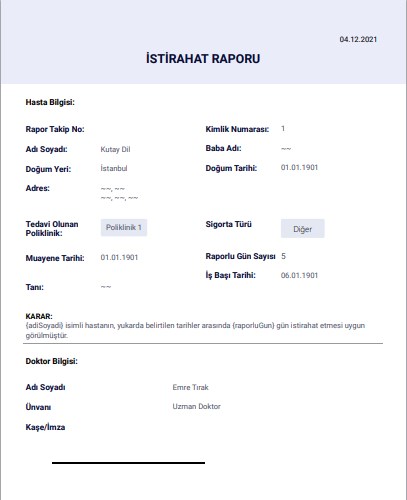 04.12.2021
İSTİRAHAT RAPORU
Hasta Bilgisi:
Rapor Takip No:
Kimlik Numarası: 1
Adı Soyadı: Kutay Dil
Baba Adı: ~~
Doğum Yeri: İstanbul
Doğum Tarihi: 01.01.1901
Adres: ~~, ~~
~~, ~~, ~~
Tedavi Olunan
Poliklinik: Poliklinik 1
Sigorta Türü Diğer
Muayene Tarihi: 01.01.1901
Raporlu Gün Sayısı 5
İş Başı Tarihi: 06.01.1901
Tanı: ~~
KARAR:
{adiSoyadi} isimli hastanın, yukarda belirtilen tarihler arasında {raporluGun} gün istirahat etmesi uygun
görülmüştür.
Doktor Bilgisi:
Adı Soyadı Emre Tırak
Ünvanı Uzman Doktor
Kaşe/İmza